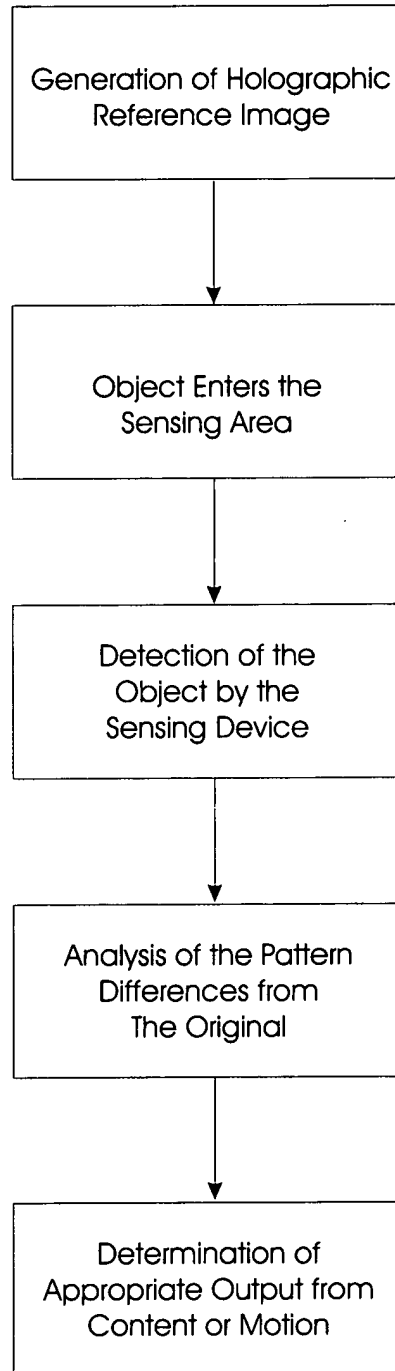 Generation of Holographic
Reference Image
Object Enters the
Sensing Area
Detection of the
Object by the
Sensing Device
Analysis of the Pattern
Differences from
The Original
Determination of
Appropriate Output from
Content or Motion